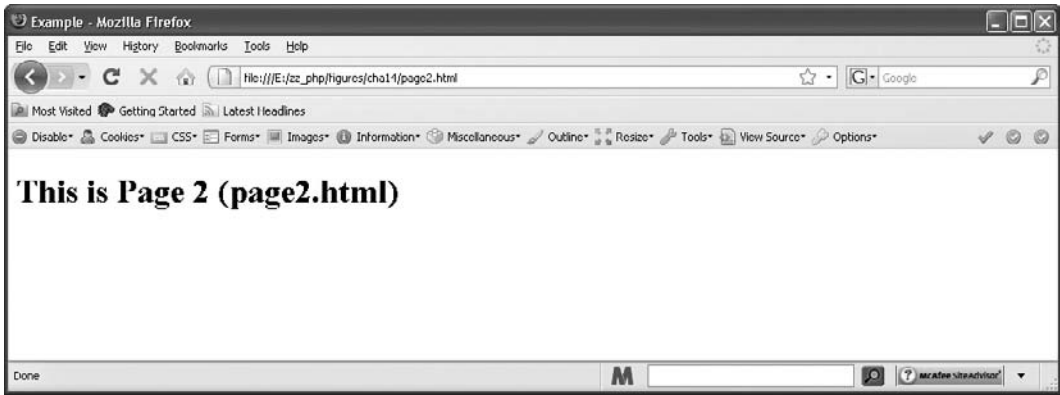 Example - Mozilla Firefox
File Edit View History Bookmarks Tools Help
file:///E:/zz_php/figures/cha14/page2.html G Google
Most Visited Getting Started Latest Headlines
Disable Cookies CSS Forms Images Information Miscellaneous Outline Resize Tools View Source Options
This is Page 2 (page2.html)
Done M ? McAfee SiteAdvisor